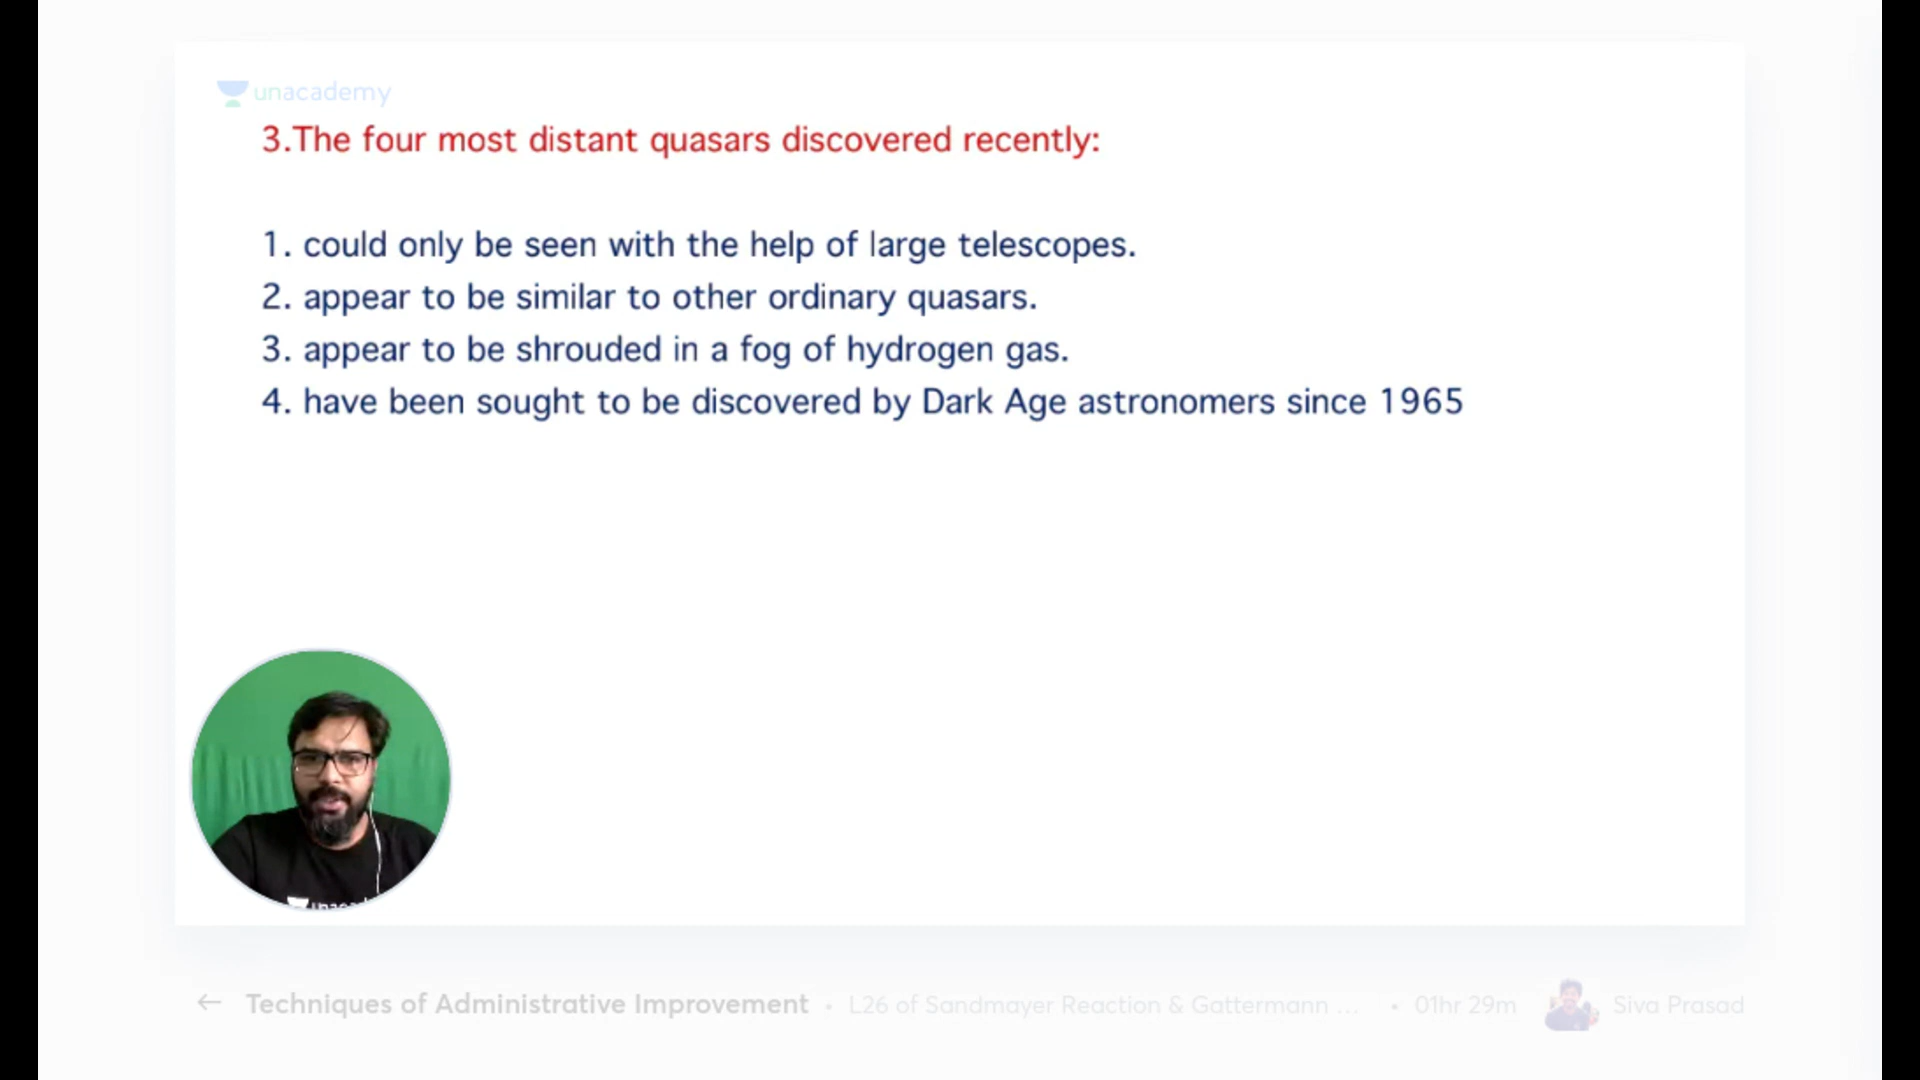 unacademy
3.The four most distant quasars discovered recently:
1. could only be seen with the help of large telescopes.
2. appear to be similar to other ordinary quasars.
3. appear to be shrouded in a fog of hydrogen gas.
4. have been sought to be discovered by Dark Age astronomers since 1965
← Techniques of Administrative Improvement • L26 of Sandmayer Reaction & Gattermann ... • 01hr 29m Siva Prasad